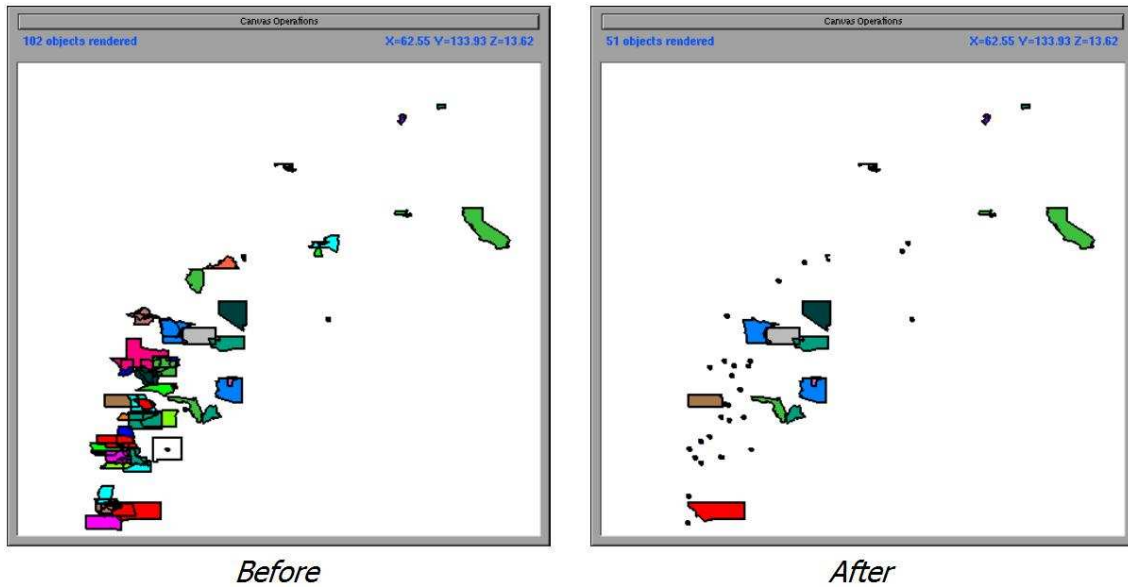 Canvas Operations
102 objects rendered X=62.55 Y=133.93 Z=13.62
Canvas Operations
51 objects rendered X=62.55 Y=133.93 Z=13.62
Before
After